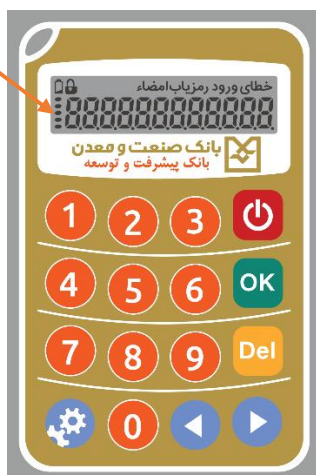 خطای ورود رمزیاب امضاء
8.8.8.8.8.8.8.8.8.8.8.8
بانک صنعت و معدن
بانک پیشرفت و توسعه
1 2 3
4 5 6 OK
7 8 9 Del
0